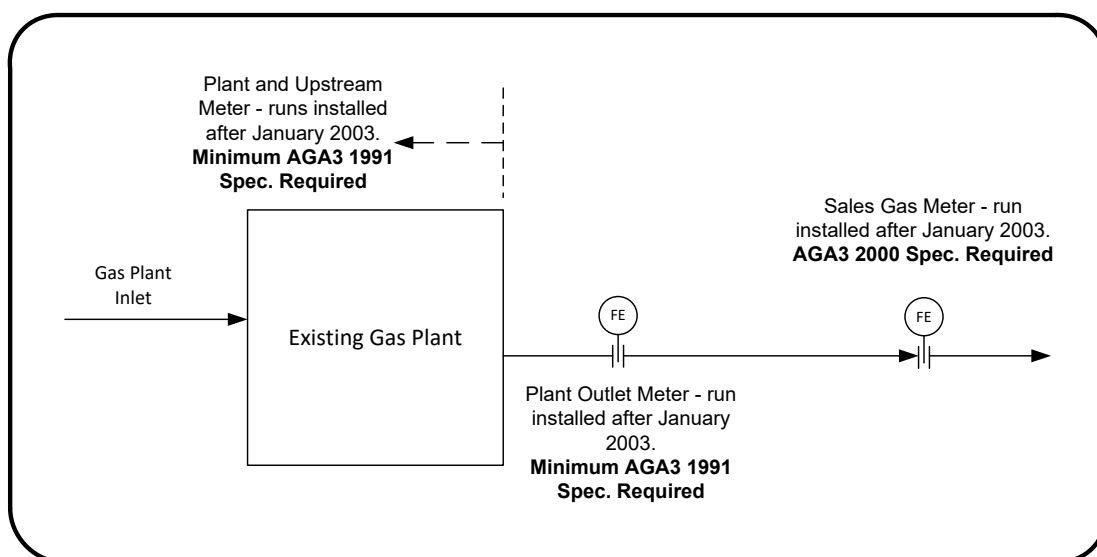 Plant and Upstream
Meter - runs installed
after January 2003.
Minimum AGA3 1991
Spec. Required
Sales Gas Meter - run
installed after January 2003.
AGA3 2000 Spec. Required
Gas Plant
Inlet
Existing Gas Plant
FE
FE
Plant Outlet Meter - run
installed after January
2003.
Minimum AGA3 1991
Spec. Required